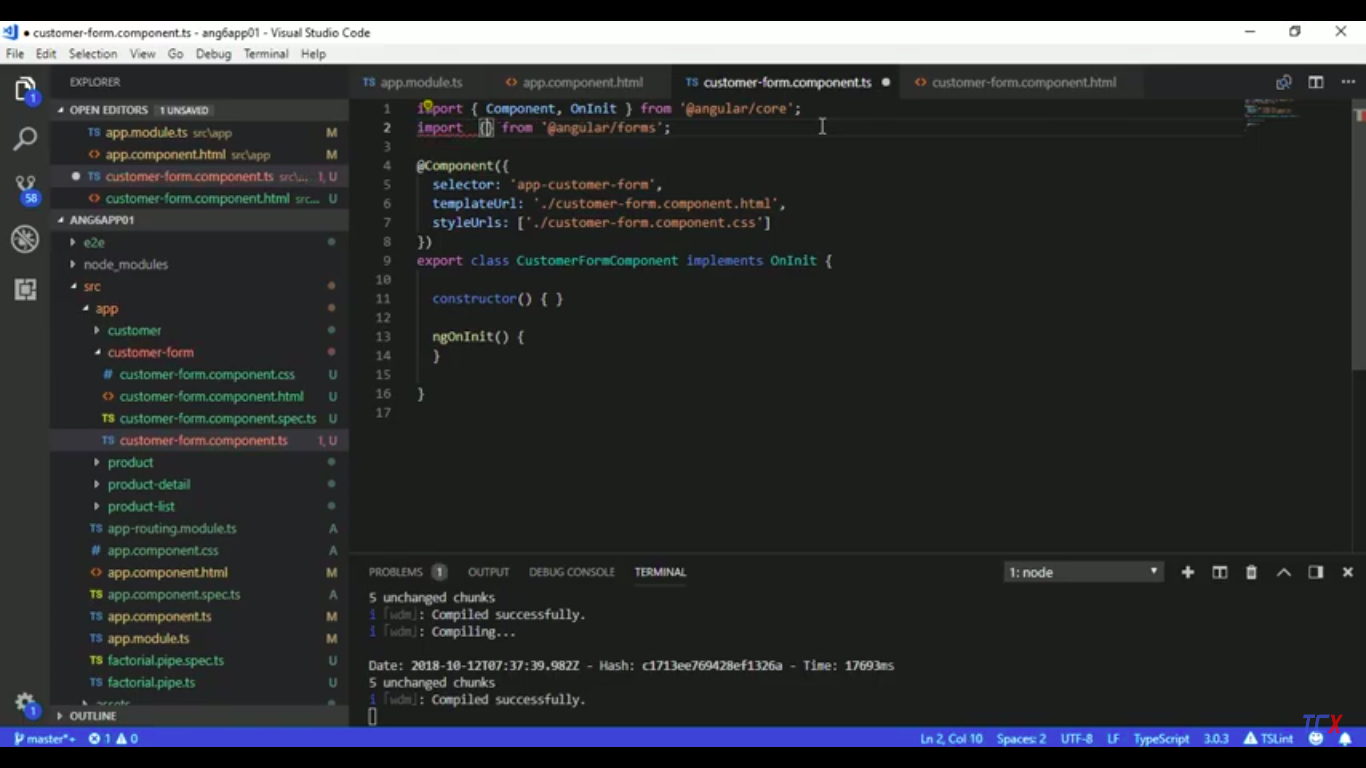 customer-form.component.ts - ang6app01 - Visual Studio Code
File Edit Selection View Go Debug Terminal Help
EXPLORER
OPEN EDITORS 1 UNSAVED
TS app.module.ts src\app M
<> app.component.html src\app M
TS customer-form.component.ts src\... 1, U
<> customer-form.component.html src... U
ANG6APP01
e2e
node_modules
src
app
customer
customer-form
# customer-form.component.css U
<> customer-form.component.html U
TS customer-form.component.spec.ts U
TS customer-form.component.ts 1, U
product
product-detail
product-list
TS app-routing.module.ts A
# app.component.css A
<> app.component.html M
TS app.component.spec.ts A
TS app.component.ts M
TS app.module.ts M
TS factorial.pipe.spec.ts U
TS factorial.pipe.ts U
assets
OUTLINE
1
58
1
TS app.module.ts <> app.component.html TS customer-form.component.ts <> customer-form.component.html
1 import { Component, OnInit } from '@angular/core';
2 import {} from '@angular/forms';
3
4 @Component({
5 selector: 'app-customer-form',
6 templateUrl: './customer-form.component.html',
7 styleUrls: ['./customer-form.component.css']
8 })
9 export class CustomerFormComponent implements OnInit {
10
11 constructor() { }
12
13 ngOnInit() {
14 }
15
16 }
17
PROBLEMS 1 OUTPUT DEBUG CONSOLE TERMINAL 1: node
5 unchanged chunks
i ｢wdm｣: Compiled successfully.
i ｢wdm｣: Compiling...
Date: 2018-10-12T07:37:39.982Z - Hash: c1713ee769428ef1326a - Time: 17693ms
5 unchanged chunks
i ｢wdm｣: Compiled successfully.
TCX
master*+ 1 0 Ln 2, Col 10 Spaces: 2 UTF-8 LF TypeScript 3.0.3 TSLint